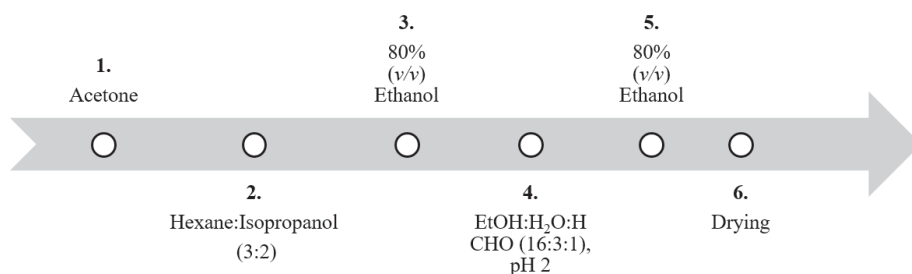 1.
Acetone
2.
Hexane:Isopropanol
(3:2)
3.
80%
(v/v)
Ethanol
4.
EtOH:H₂O:H
CHO (16:3:1),
pH 2
5.
80%
(v/v)
Ethanol
6.
Drying